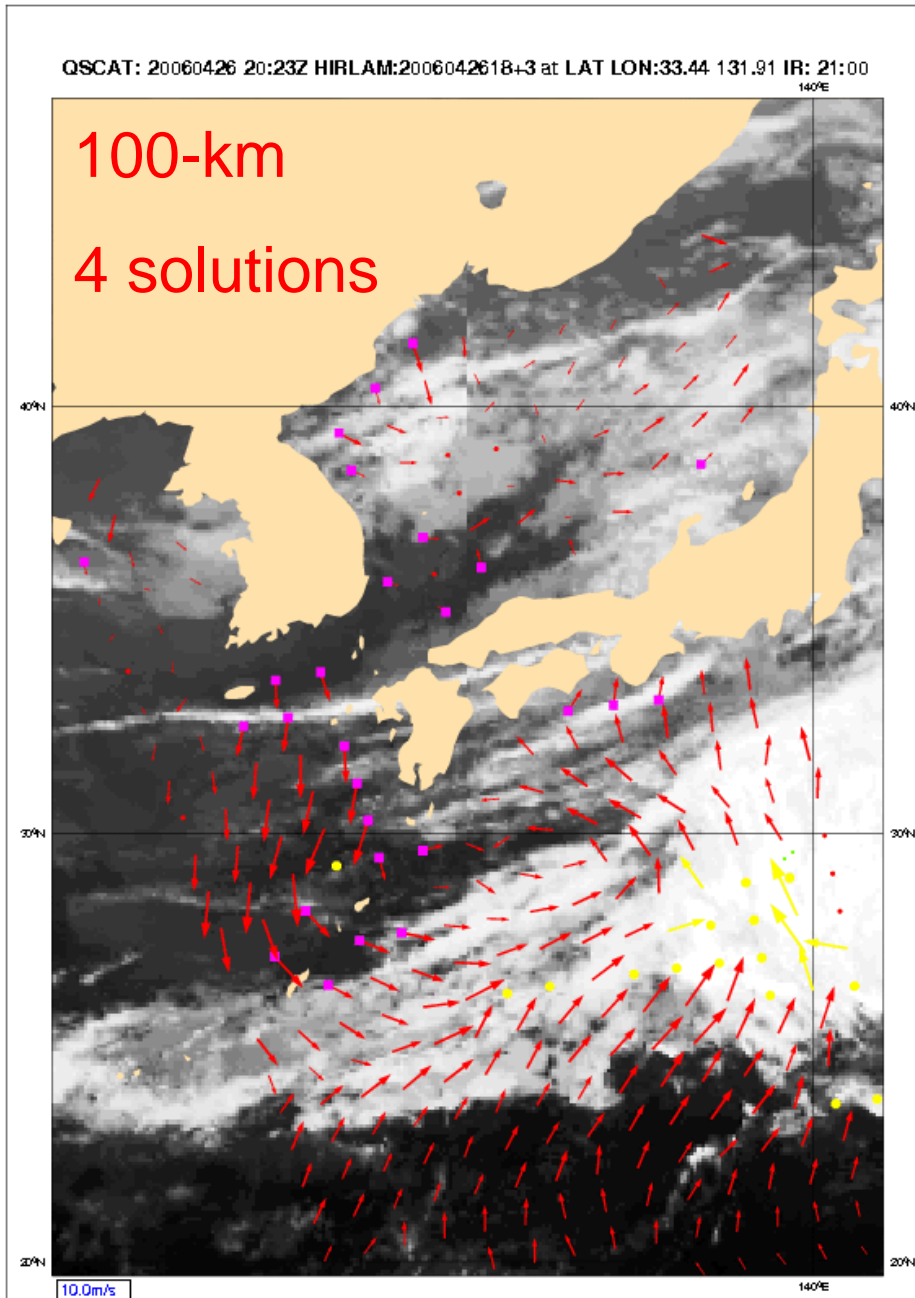 QSCAT: 20060426 20:23Z HIRLAM:2006042618+3 at LAT LON:33.44 131.91 IR: 21:00
140°E
100-km
4 solutions
40°N 40°N
30°N 30°N
20°N 20°N
10.0m/s 140°E